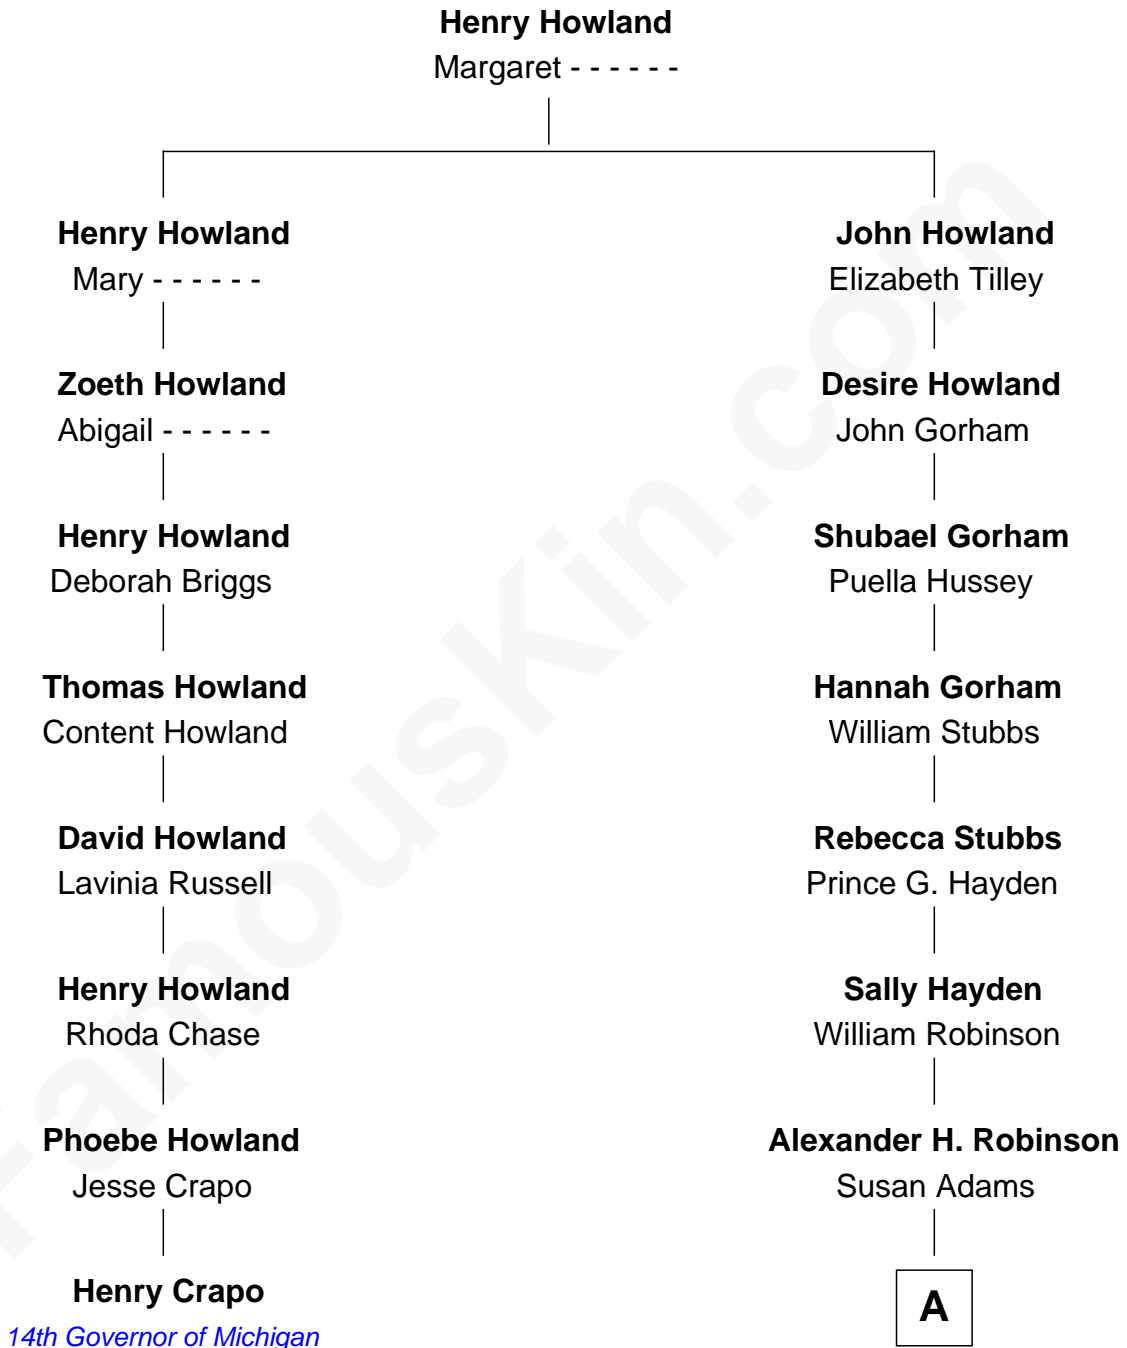 Henry Howland
Margaret - - - - - -
Henry Howland
Mary - - - - - -
Zoeth Howland
Abigail - - - - - -
Henry Howland
Deborah Briggs
Thomas Howland
Content Howland
David Howland
Lavinia Russell
Henry Howland
Rhoda Chase
Phoebe Howland
Jesse Crapo
Henry Crapo
14th Governor of Michigan
John Howland
Elizabeth Tilley
Desire Howland
John Gorham
Shubael Gorham
Puella Hussey
Hannah Gorham
William Stubbs
Rebecca Stubbs
Prince G. Hayden
Sally Hayden
William Robinson
Alexander H. Robinson
Susan Adams
A
FamousKin.com